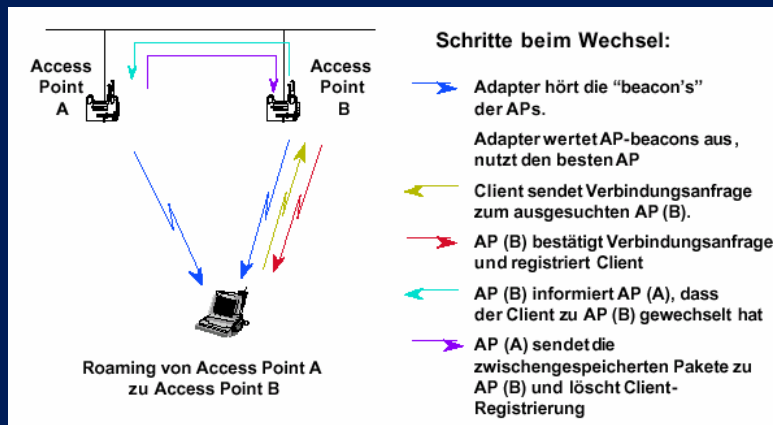 Access
Point
A
Access
Point
B
Roaming von Access Point A
zu Access Point B
Schritte beim Wechsel:
Adapter hört die “beacon's”
der APs.
Adapter wertet AP-beacons aus,
nutzt den besten AP
Client sendet Verbindungsanfrage
zum ausgesuchten AP (B).
AP (B) bestätigt Verbindungsanfrage
und registriert Client
AP (B) informiert AP (A), dass
der Client zu AP (B) gewechselt hat
AP (A) sendet die
zwischengespeicherten Pakete zu
AP (B) und löscht Client-
Registrierung